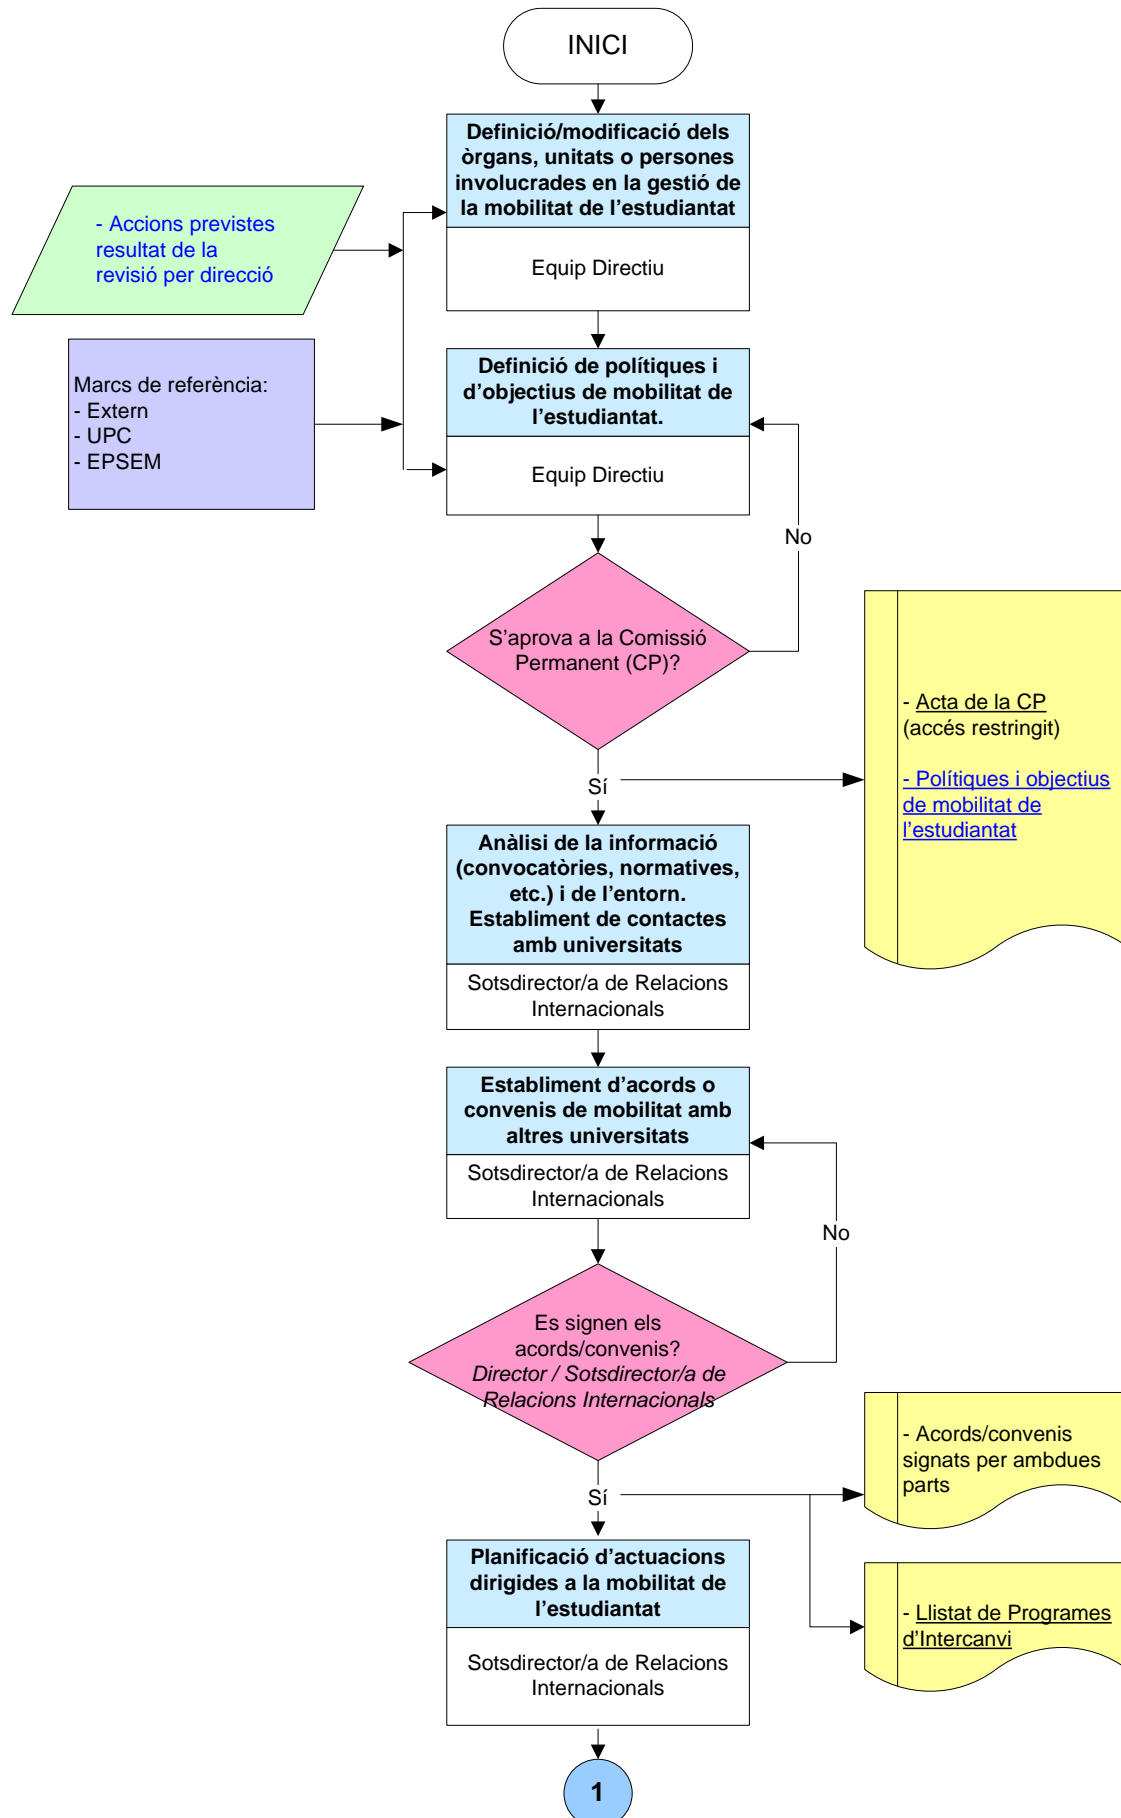 INICI
Definició/modificació dels
òrgans, unitats o persones
involucrades en la gestió de
la mobilitat de l’estudiantat
Equip Directiu
- Accions previstes
resultat de la
revisió per direcció
Marcs de referència:
- Extern
- UPC
- EPSEM
Definició de polítiques i
d’objectius de mobilitat de
l’estudiantat.
Equip Directiu
No
S’aprova a la Comissió
Permanent (CP)?
Sí
- Acta de la CP
(accés restringit)
- Polítiques i objectius
de mobilitat de
l’estudiantat
Anàlisi de la informació
(convocatòries, normatives,
etc.) i de l’entorn.
Establiment de contactes
amb universitats
Sotsdirector/a de Relacions
Internacionals
Establiment d’acords o
convenis de mobilitat amb
altres universitats
Sotsdirector/a de Relacions
Internacionals
No
Es signen els
acords/convenis?
Director / Sotsdirector/a de
Relacions Internacionals
Sí
- Acords/convenis
signats per ambdues
parts
- Llistat de Programes
d’Intercanvi
Planificació d’actuacions
dirigides a la mobilitat de
l’estudiantat
Sotsdirector/a de Relacions
Internacionals
1